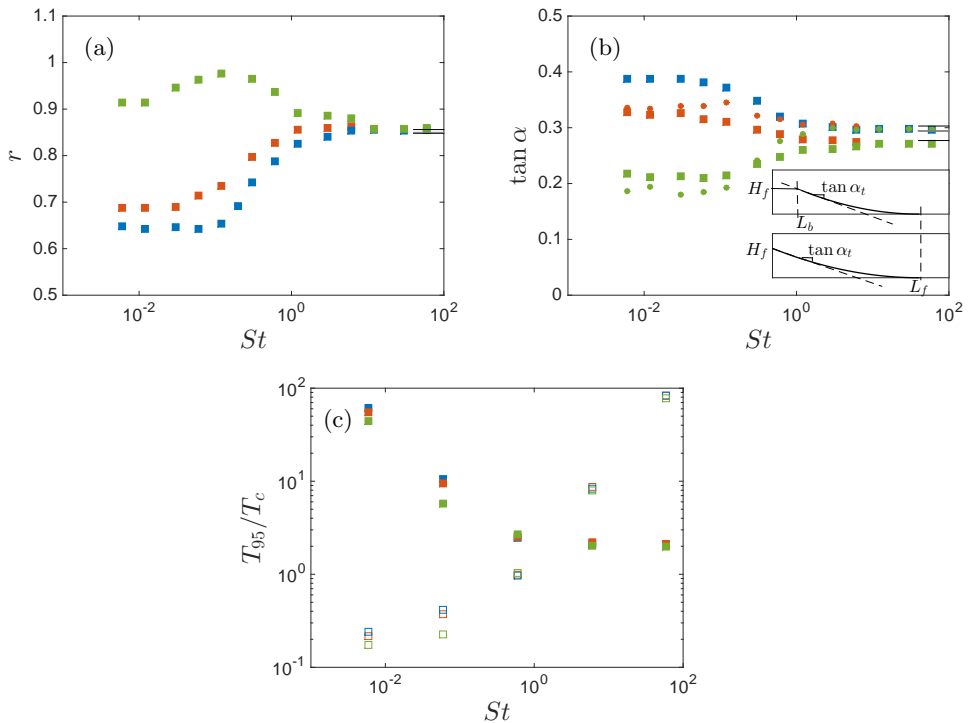 (a)
r
1.1
1
0.9
0.8
0.7
0.6
0.5
10^-2
10^0
10^2
St
(b)
tan α
0.5
0.4
0.3
0.2
0.1
0
H_f
tan α_t
L_b
H_f
tan α_t
L_f
10^-2
10^0
10^2
St
(c)
T_95/T_c
10^2
10^1
10^0
10^-1
10^-2
10^0
10^2
St